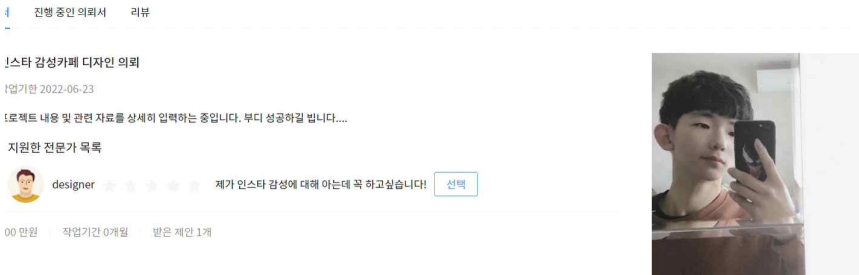 진행 중인 의뢰서 리뷰
인스타 감성카페 디자인 의뢰
작업기한 2022-06-23
프로젝트 내용 및 관련 자료를 상세히 입력하는 중입니다. 부디 성공하길 빕니다....
지원한 전문가 목록
designer 제가 인스타 감성에 대해 아는데 꼭 하고싶습니다! 선택
00 만원 작업기간 0개월 받은 제안 1개